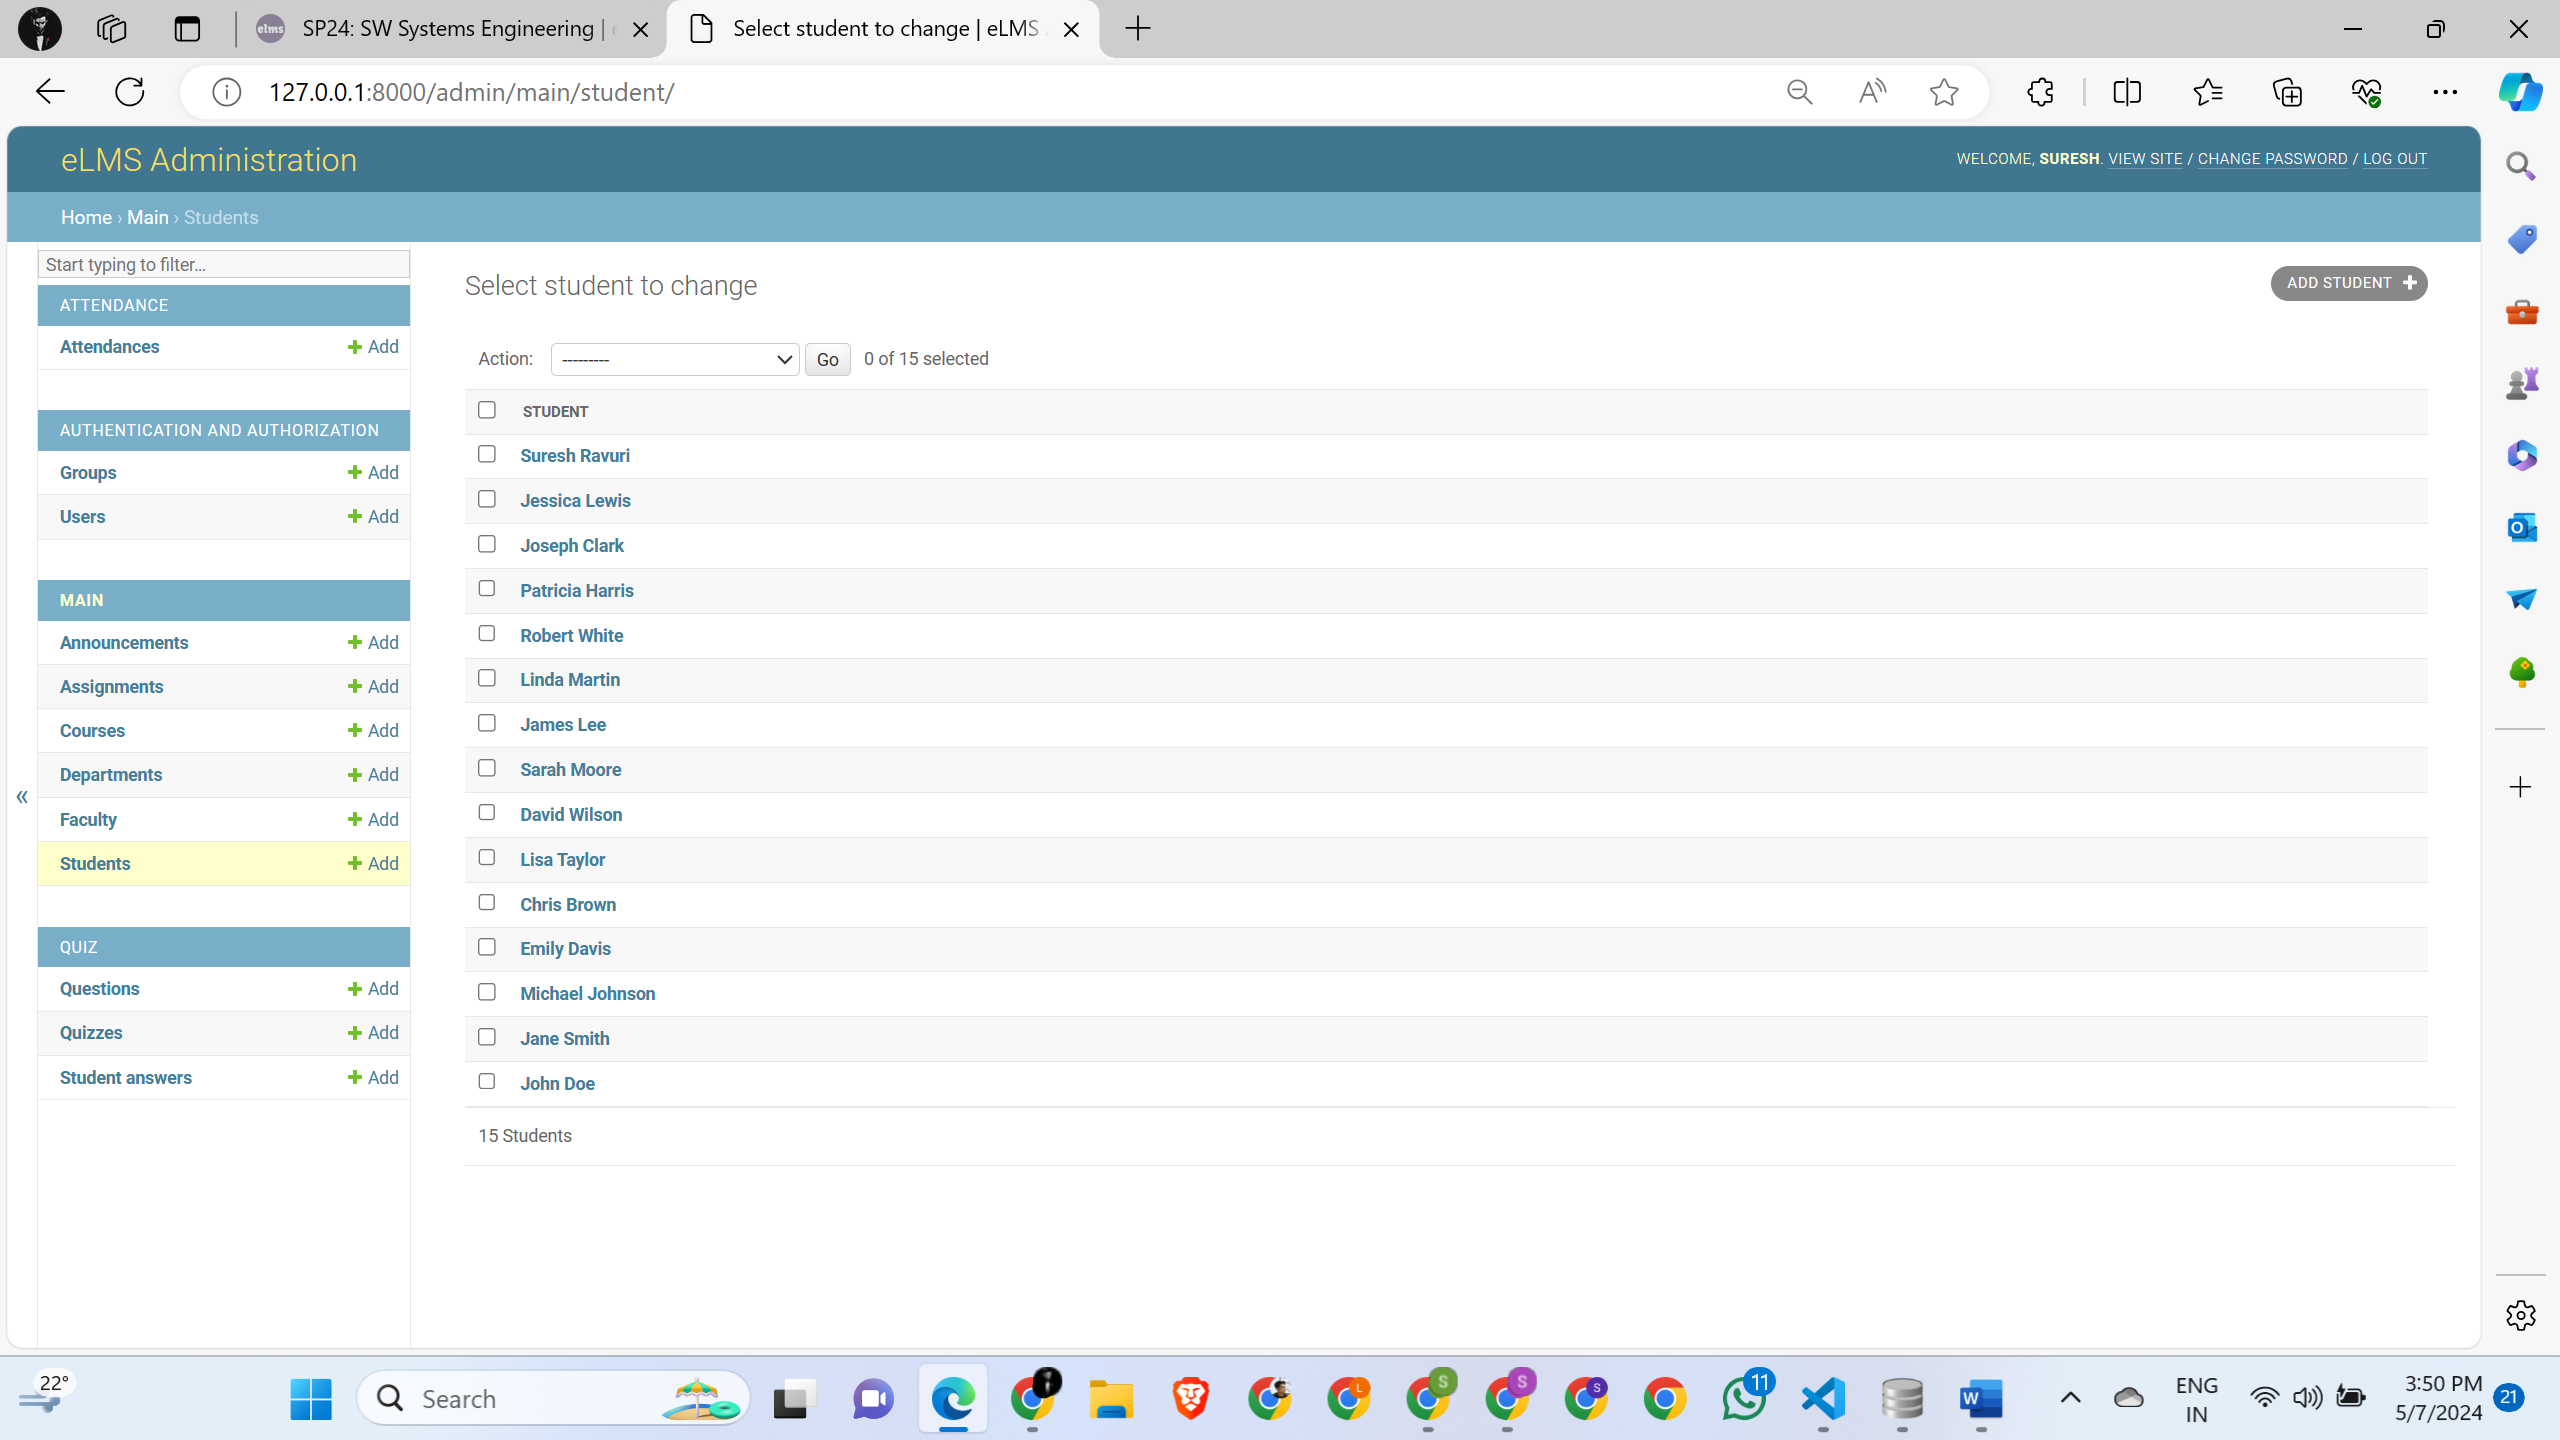 elms SP24: SW Systems Engineering |
Select student to change | eLMS
127.0.0.1:8000/admin/main/student/
eLMS Administration
WELCOME, SURESH. VIEW SITE / CHANGE PASSWORD / LOG OUT
Home › Main › Students
Start typing to filter...
ATTENDANCE
Attendances Add
AUTHENTICATION AND AUTHORIZATION
Groups Add
Users Add
MAIN
Announcements Add
Assignments Add
Courses Add
Departments Add
Faculty Add
Students Add
QUIZ
Questions Add
Quizzes Add
Student answers Add
«
Select student to change
ADD STUDENT +
Action: --------- Go 0 of 15 selected
STUDENT
Suresh Ravuri
Jessica Lewis
Joseph Clark
Patricia Harris
Robert White
Linda Martin
James Lee
Sarah Moore
David Wilson
Lisa Taylor
Chris Brown
Emily Davis
Michael Johnson
Jane Smith
John Doe
15 Students
22°
Search
L
S
S
S
11
W
ENG
IN
3:50 PM
5/7/2024
21